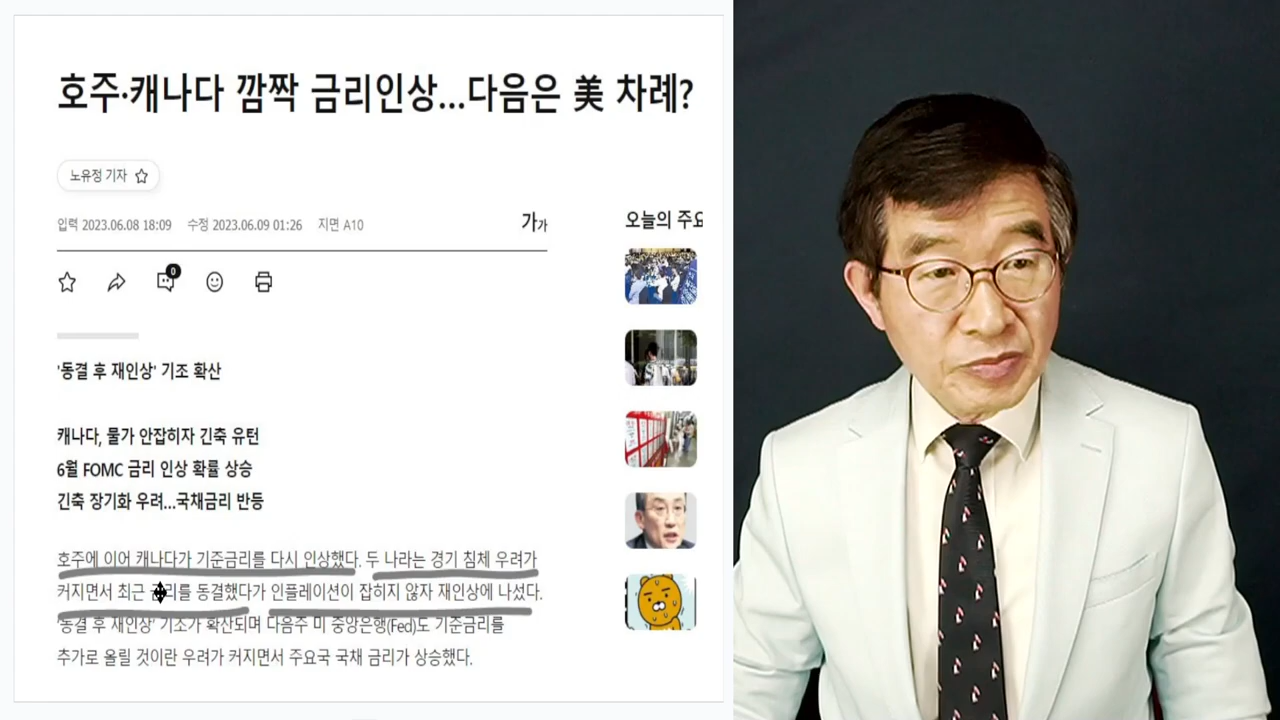 호주·캐나다 깜짝 금리인상...다음은 美 차례?
노유정 기자
입력 2023.06.08 18:09 수정 2023.06.09 01:26 지면 A10
가가
오늘의 주요
0
'동결 후 재인상' 기조 확산
캐나다, 물가 안잡히자 긴축 유턴
6월 FOMC 금리 인상 확률 상승
긴축 장기화 우려...국채금리 반등
호주에 이어 캐나다가 기준금리를 다시 인상했다. 두 나라는 경기 침체 우려가
커지면서 최근 금리를 동결했다가 인플레이션이 잡히지 않자 재인상에 나섰다.
'동결 후 재인상' 기조가 확산되며 다음주 미 중앙은행(Fed)도 기준금리를
추가로 올릴 것이란 우려가 커지면서 주요국 국채 금리가 상승했다.